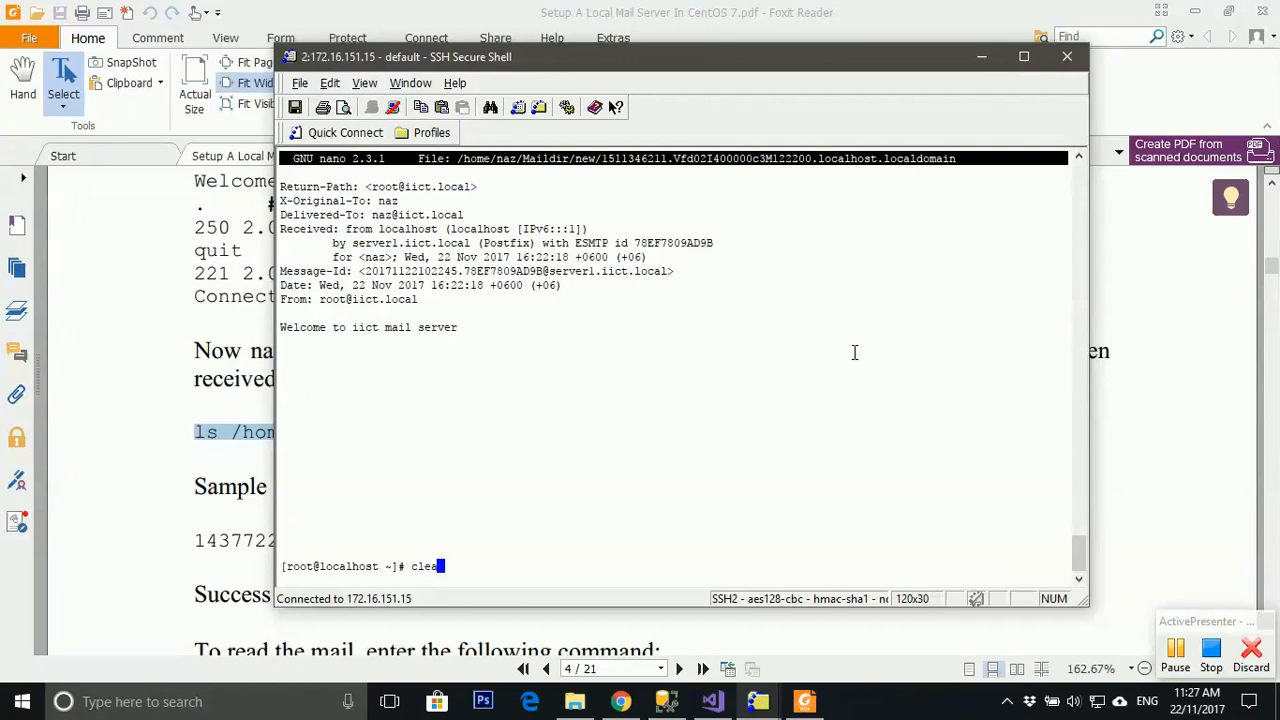 Setup A Local Mail Server In CentOS 7.pdf - Foxit Reader
File
Home
Comment
View
Form
Protect
Connect
Share
Help
Extras
Find
Hand
Select
SnapShot
Clipboard
Tools
Actual
Size
Fit Pag
Fit Wid
Fit Visib
Start
Setup A Local M
Create PDF from
scanned documents
2:172.16.151.15 - default - SSH Secure Shell
File Edit View Window Help
Quick Connect Profiles
GNU nano 2.3.1 File: /home/naz/Maildir/new/1511346211.Vfd02I400000c3M122200.localhost.localdomain
Return-Path: <root@iict.local>
X-Original-To: naz
Delivered-To: naz@iict.local
Received: from localhost (localhost [IPv6:::1])
by server1.iict.local (Postfix) with ESMTP id 78EF7809AD9B
for <naz>; Wed, 22 Nov 2017 16:22:18 +0600 (+06)
Message-Id: <20171122102245.78EF7809AD9B@server1.iict.local>
Date: Wed, 22 Nov 2017 16:22:18 +0600 (+06)
From: root@iict.local
Welcome to iict mail server
[root@localhost ~]# clea
Connected to 172.16.151.15
SSH2 - aes128-cbc - hmac-sha1 - nc
120x30
NUM
Welcome
. #
250 2.0
quit
221 2.
Connect
Now na
en
received
ls /hom
Sample
1437722
Success
To read the mail, enter the following command:
4 / 21
162.67%
ActivePresenter - ...
Pause
Stop
Discard
Type here to search
ENG
11:27 AM
22/11/2017